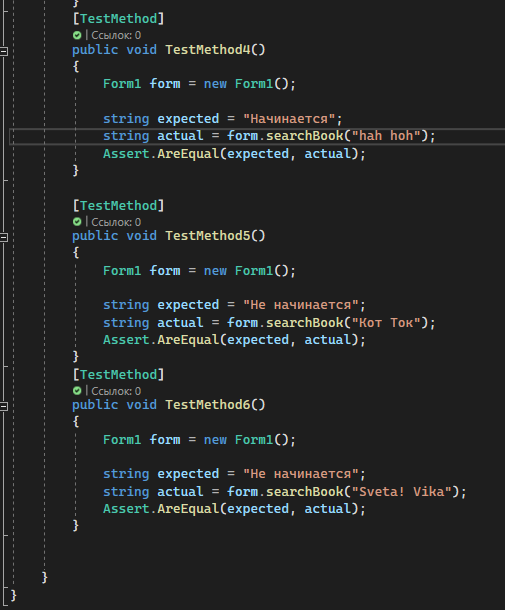 }
[TestMethod]
| Ссылок: 0
public void TestMethod4()
{
Form1 form = new Form1();
string expected = "Начинается";
string actual = form.searchBook("hah hoh");
Assert.AreEqual(expected, actual);
}
[TestMethod]
| Ссылок: 0
public void TestMethod5()
{
Form1 form = new Form1();
string expected = "Не начинается";
string actual = form.searchBook("Кот Ток");
Assert.AreEqual(expected, actual);
}
[TestMethod]
| Ссылок: 0
public void TestMethod6()
{
Form1 form = new Form1();
string expected = "Не начинается";
string actual = form.searchBook("Sveta! Vika");
Assert.AreEqual(expected, actual);
}
}
}